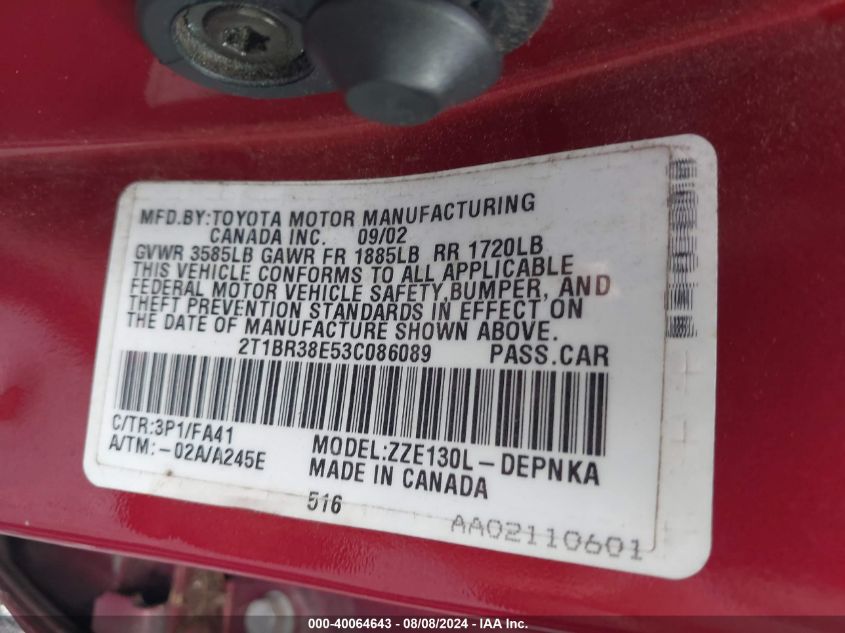 MFD.BY:TOYOTA MOTOR MANUFACTURING
CANADA INC. 09/02
GVWR 3585LB GAWR FR 1885LB RR 1720LB
THIS VEHICLE CONFORMS TO ALL APPLICABLE
FEDERAL MOTOR VEHICLE SAFETY,BUMPER, AND
THEFT PREVENTION STANDARDS IN EFFECT ON
THE DATE OF MANUFACTURE SHOWN ABOVE.
2T1BR38E53C086089 PASS.CAR
C/TR:3P1/FA41
A/TM:-02A/A245E
MODEL:ZZE130L-DEPNKA
MADE IN CANADA
516
AA02110601
000-40064643 - 08/08/2024 - IAA Inc.